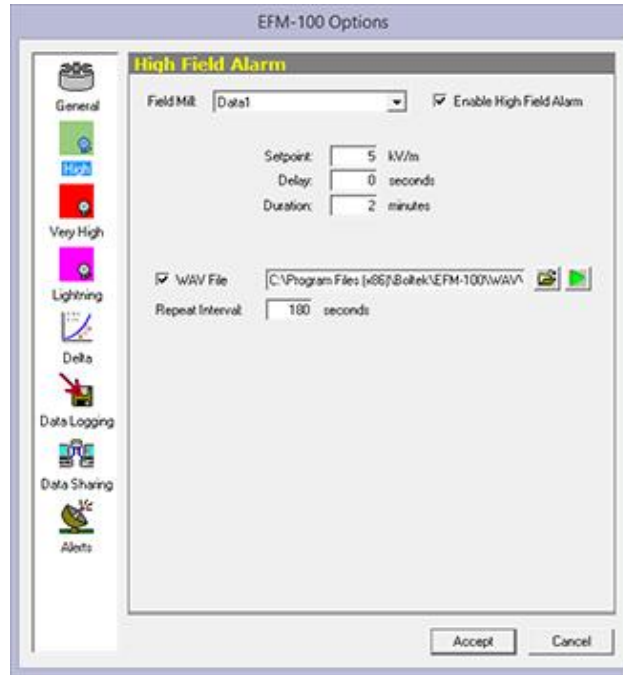 EFM-100 Options
General
High
Very High
Lightning
Delta
Data Logging
Data Sharing
Alerts
High Field Alarm
Field Mill: Data1 Enable High Field Alarm
Setpoint: 5 kV/m
Delay: 0 seconds
Duration: 2 minutes
WAV File C:\Program Files (x86)\Boltek\EFM-100\WAV\
Repeat Interval: 180 seconds
Accept Cancel